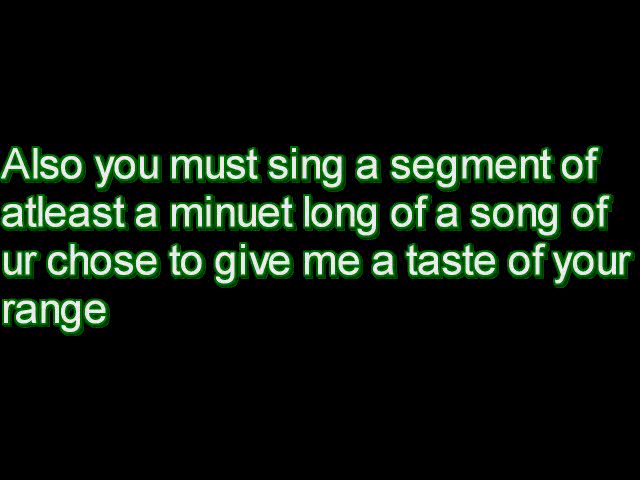 Also you must sing a segment of
atleast a minuet long of a song of
ur chose to give me a taste of your
range